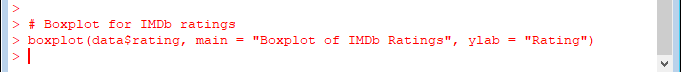 >
> # Boxplot for IMDb ratings
> boxplot(data$rating, main = "Boxplot of IMDb Ratings", ylab = "Rating")
>